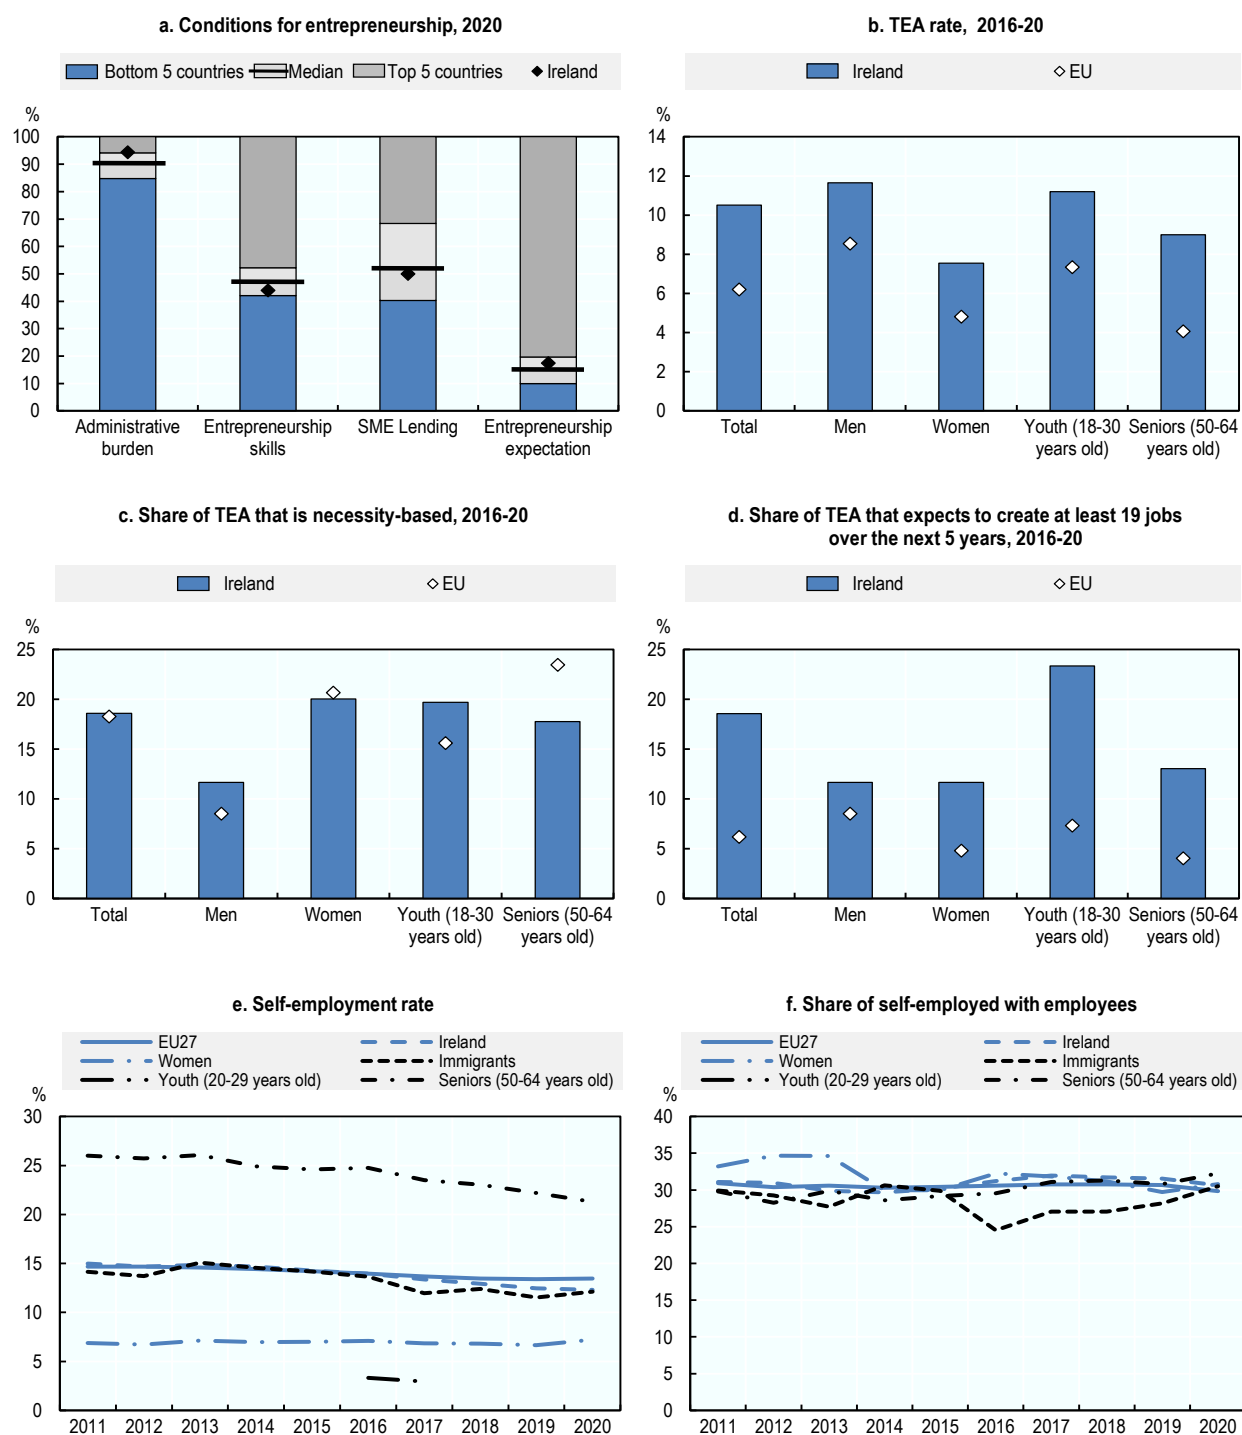 a. Conditions for entrepreneurship, 2020
Bottom 5 countries Median Top 5 countries Ireland
%
100
90
80
70
60
50
40
30
20
10
0
Administrative burden
Entrepreneurship skills
SME Lending
Entrepreneurship expectation
b. TEA rate, 2016-20
Ireland EU
%
14
12
10
8
6
4
2
0
Total
Men
Women
Youth (18-30 years old)
Seniors (50-64 years old)
c. Share of TEA that is necessity-based, 2016-20
Ireland EU
%
25
20
15
10
5
0
Total
Men
Women
Youth (18-30 years old)
Seniors (50-64 years old)
d. Share of TEA that expects to create at least 19 jobs
over the next 5 years, 2016-20
Ireland EU
%
25
20
15
10
5
0
Total
Men
Women
Youth (18-30 years old)
Seniors (50-64 years old)
e. Self-employment rate
EU27 Ireland
Women Immigrants
Youth (20-29 years old) Seniors (50-64 years old)
%
30
25
20
15
10
5
0
2011 2012 2013 2014 2015 2016 2017 2018 2019 2020
f. Share of self-employed with employees
EU27 Ireland
Women Immigrants
Youth (20-29 years old) Seniors (50-64 years old)
%
40
35
30
25
20
15
10
5
0
2011 2012 2013 2014 2015 2016 2017 2018 2019 2020